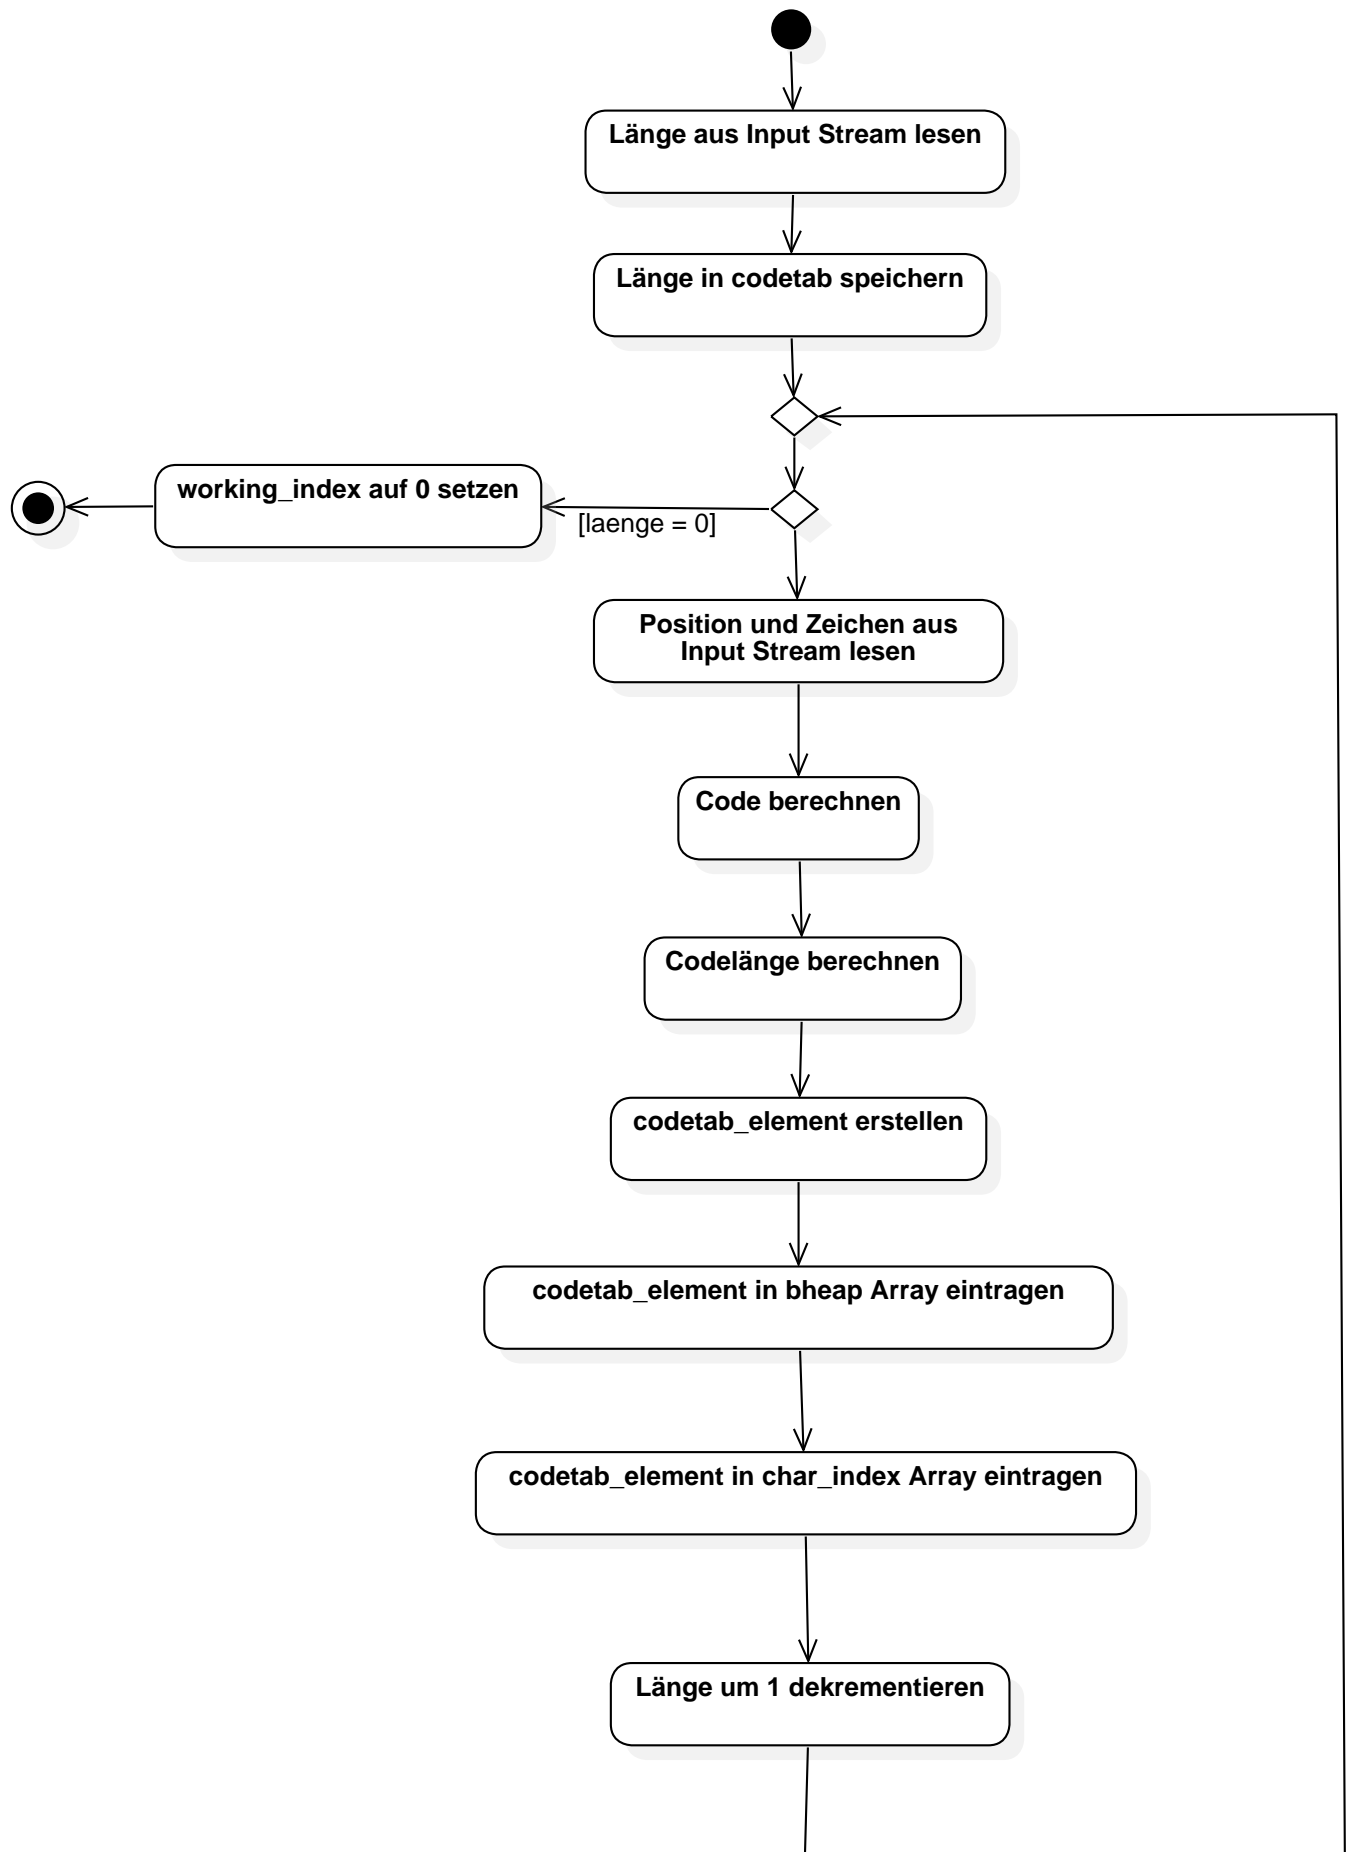 Länge aus Input Stream lesen
Länge in codetab speichern
working_index auf 0 setzen
[laenge = 0]
Position und Zeichen aus
Input Stream lesen
Code berechnen
Codelänge berechnen
codetab_element erstellen
codetab_element in bheap Array eintragen
codetab_element in char_index Array eintragen
Länge um 1 dekrementieren